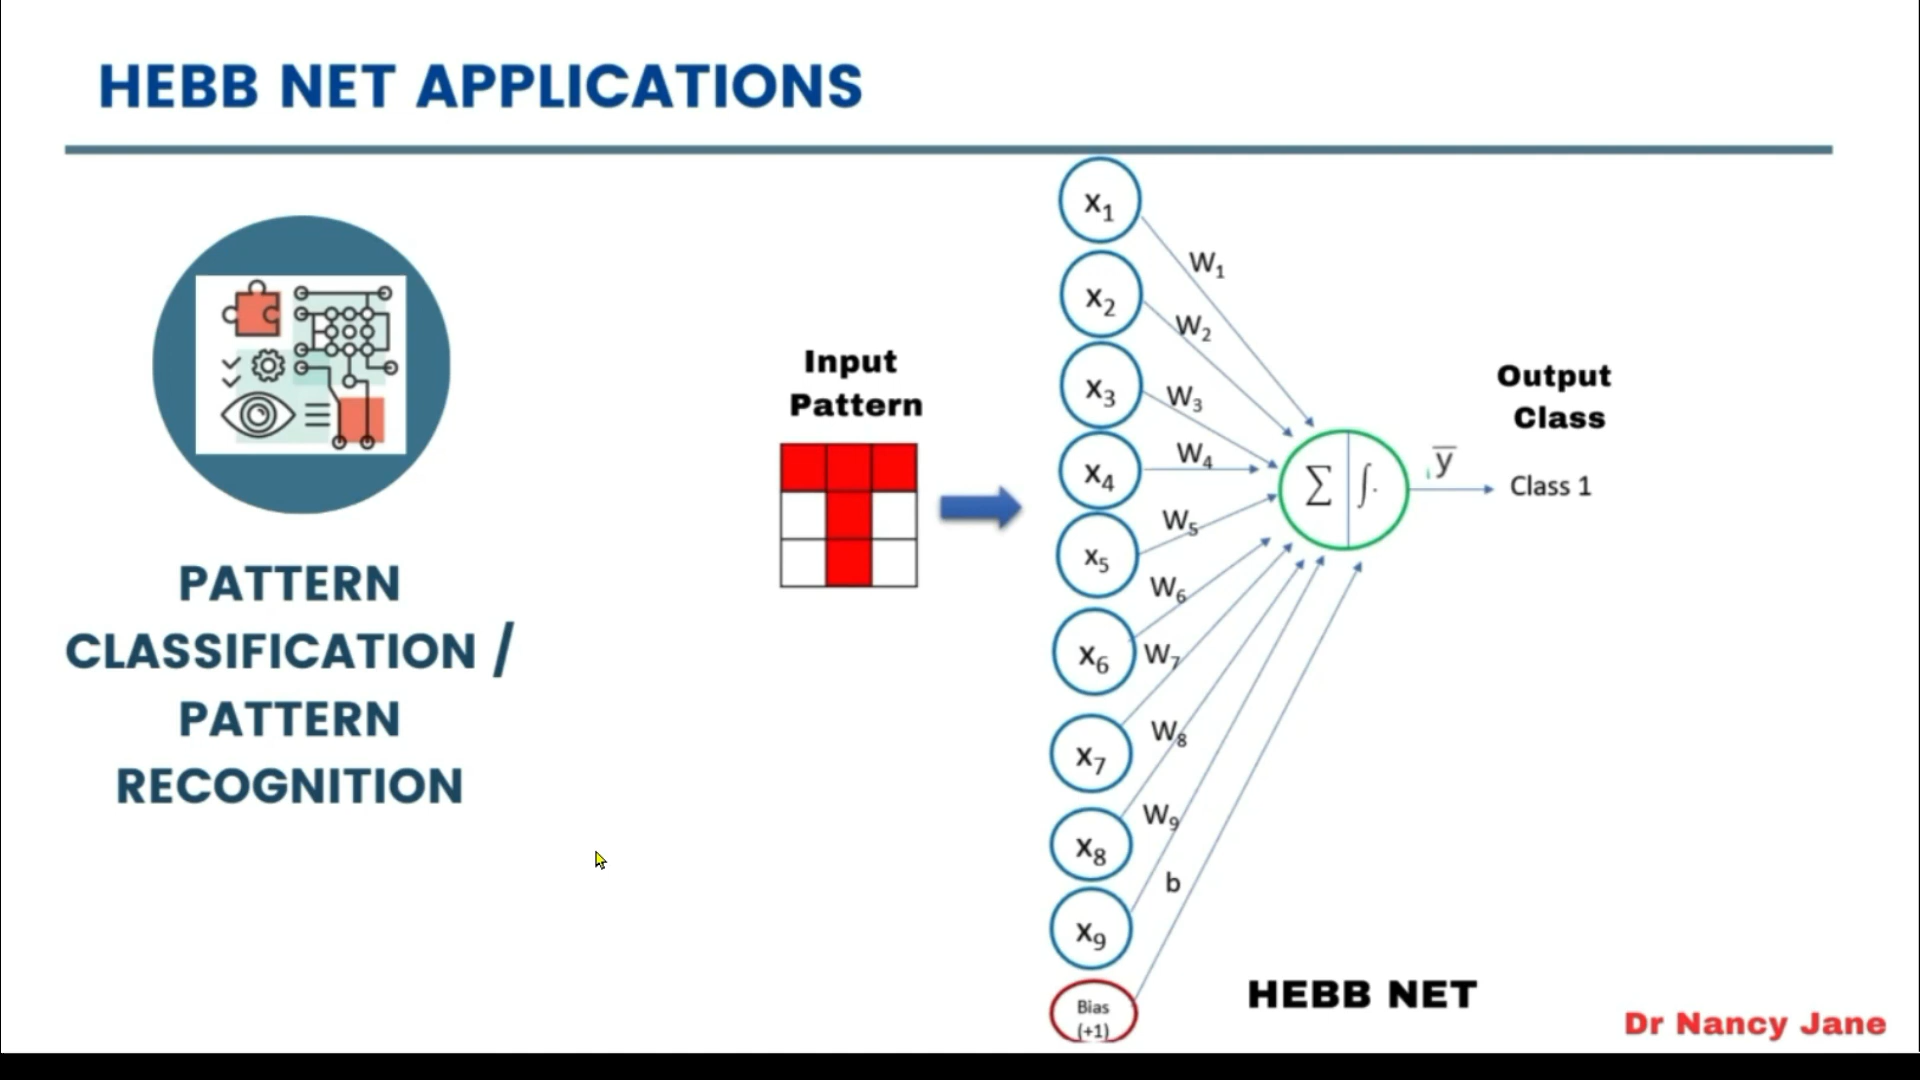 HEBB NET APPLICATIONS
PATTERN
CLASSIFICATION /
PATTERN
RECOGNITION
Input
Pattern
x₁
x₂
x₃
x₄
x₅
x₆
x₇
x₈
x₉
Bias
(+1)
W₁
W₂
W₃
W₄
W₅
W₆
W₇
W₈
W₉
b
∑ ∫.
y̅
Output
Class
Class 1
HEBB NET
Dr Nancy Jane